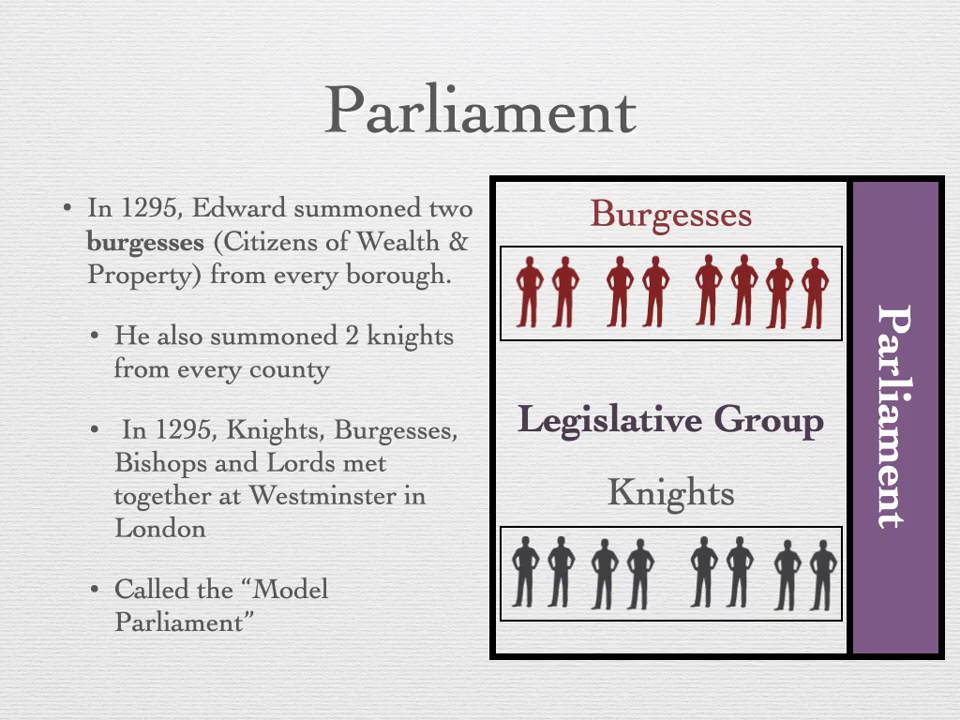 Parliament
• In 1295, Edward summoned two
burgesses (Citizens of Wealth &
Property) from every borough.
• He also summoned 2 knights
from every county
• In 1295, Knights, Burgesses,
Bishops and Lords met
together at Westminster in
London
• Called the “Model
Parliament”
Burgesses
Legislative Group
Knights
Parliament